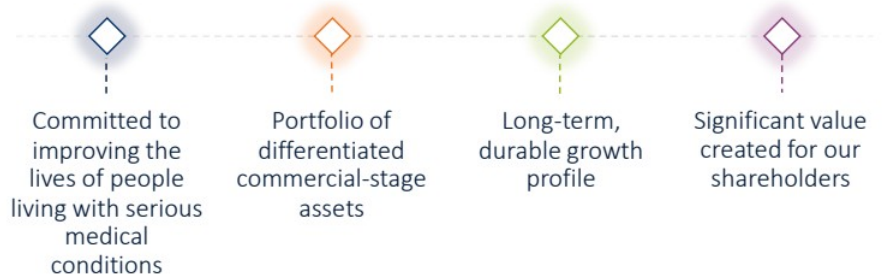 Committed to
improving the
lives of people
living with serious
medical
conditions
Portfolio of
differentiated
commercial-stage
assets
Long-term,
durable growth
profile
Significant value
created for our
shareholders